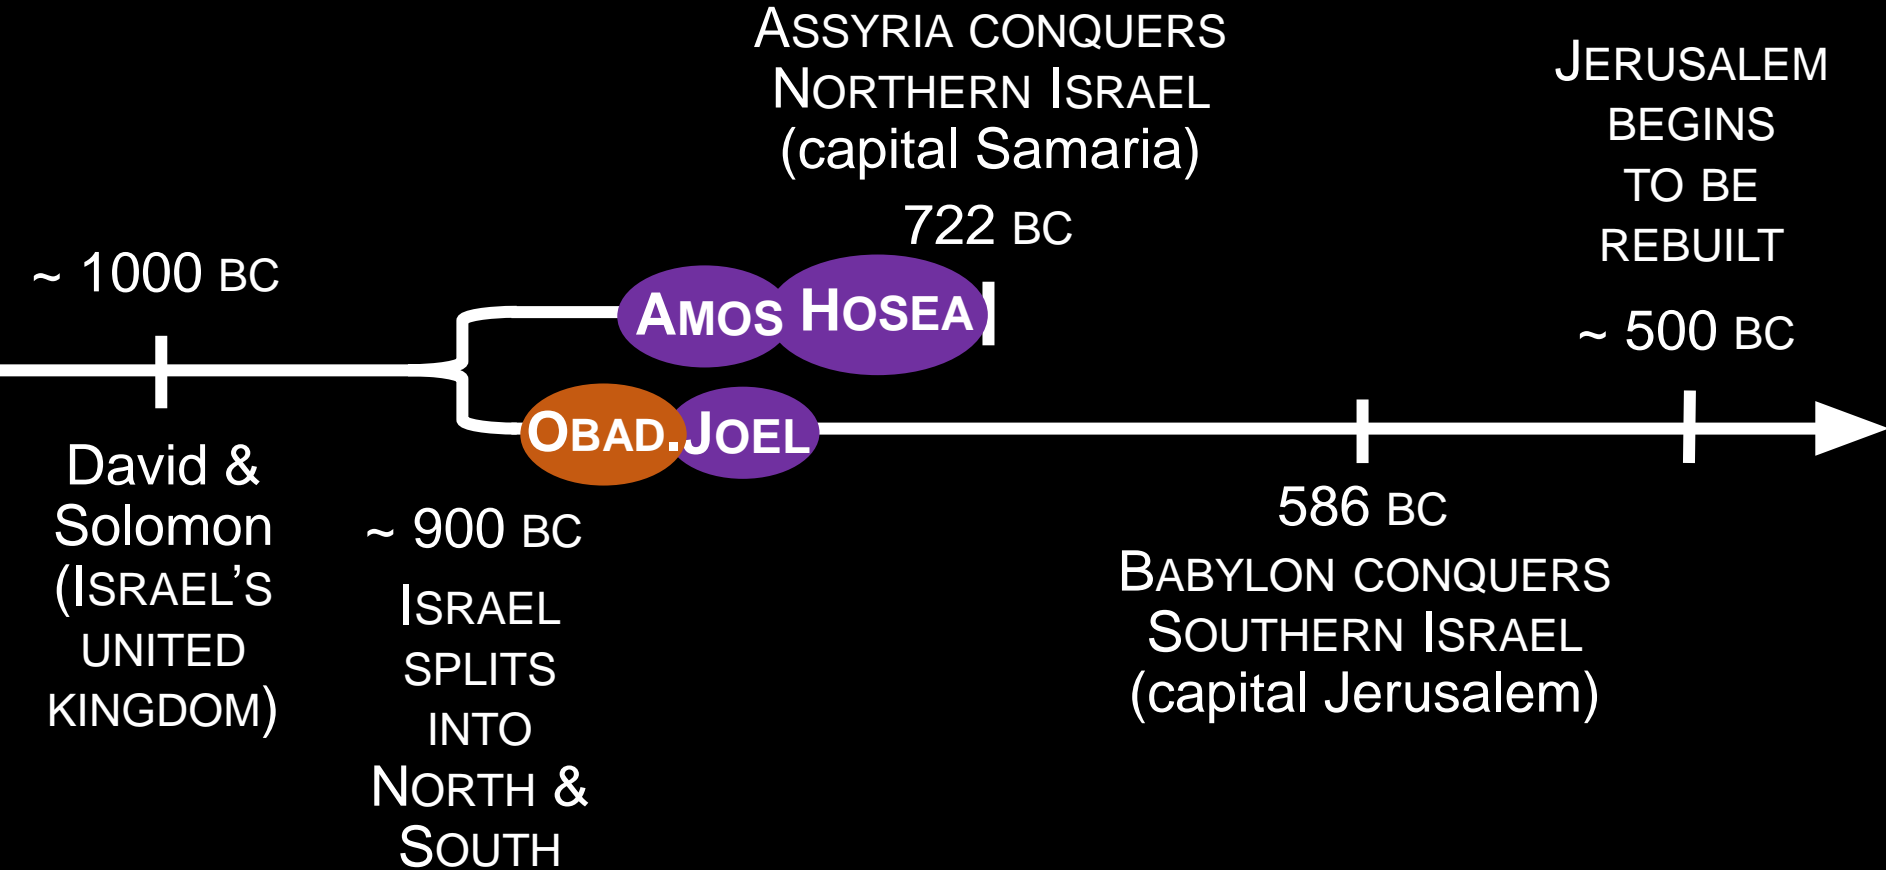 ASSYRIA CONQUERS
NORTHERN ISRAEL
(capital Samaria)
722 BC
JERUSALEM
BEGINS
TO BE
REBUILT
~ 500 BC
~ 1000 BC
David &
Solomon
(ISRAEL'S
UNITED
KINGDOM)
AMOS HOSEA
OBAD. JOEL
~ 900 BC
ISRAEL
SPLITS
INTO
NORTH &
SOUTH
586 BC
BABYLON CONQUERS
SOUTHERN ISRAEL
(capital Jerusalem)